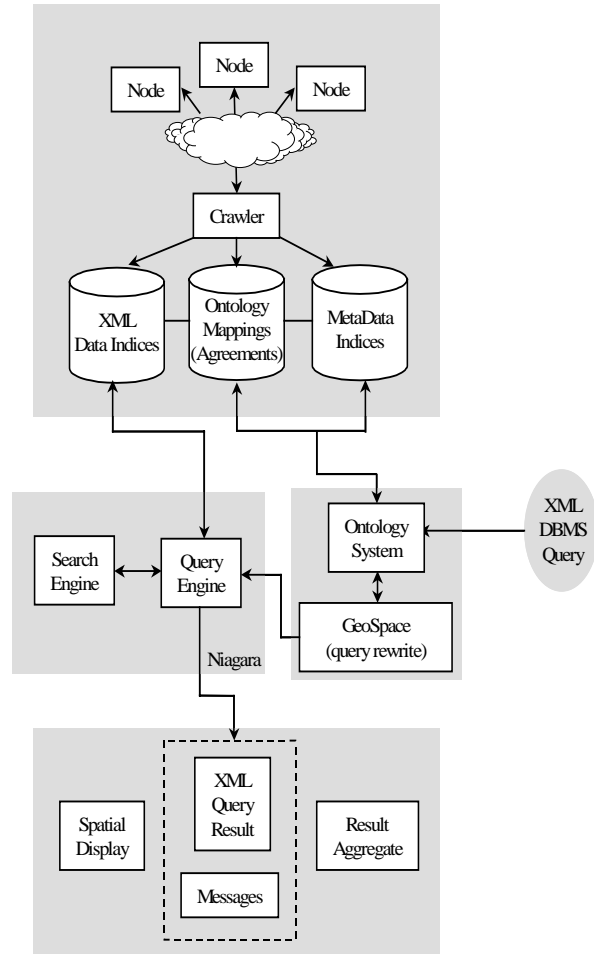 Node
Node
Node
Crawler
XML
Data Indices
Ontology
Mappings
(Agreements)
MetaData
Indices
XML
DBMS
Query
Ontology
System
Search
Engine
Query
Engine
GeoSpace
(query rewrite)
Niagara
XML
Query
Result
Spatial
Display
Result
Aggregate
Messages